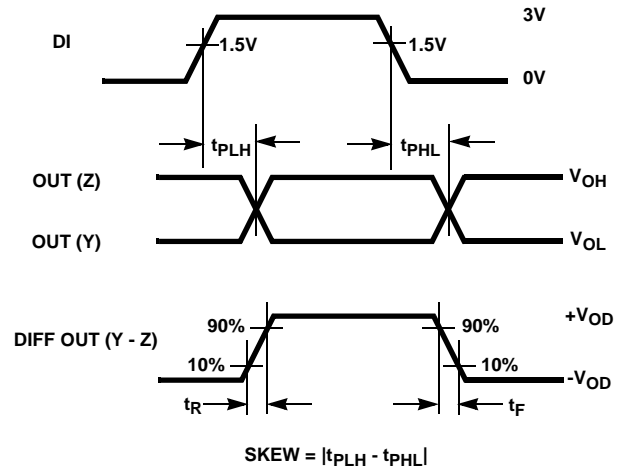 3V
DI
1.5V
1.5V
0V
tPLH
tPHL
OUT (Z)
VOH
OUT (Y)
VOL
+VOD
90%
90%
DIFF OUT (Y - Z)
10%
10%
-VOD
tR
tF
SKEW = |tPLH - tPHL|